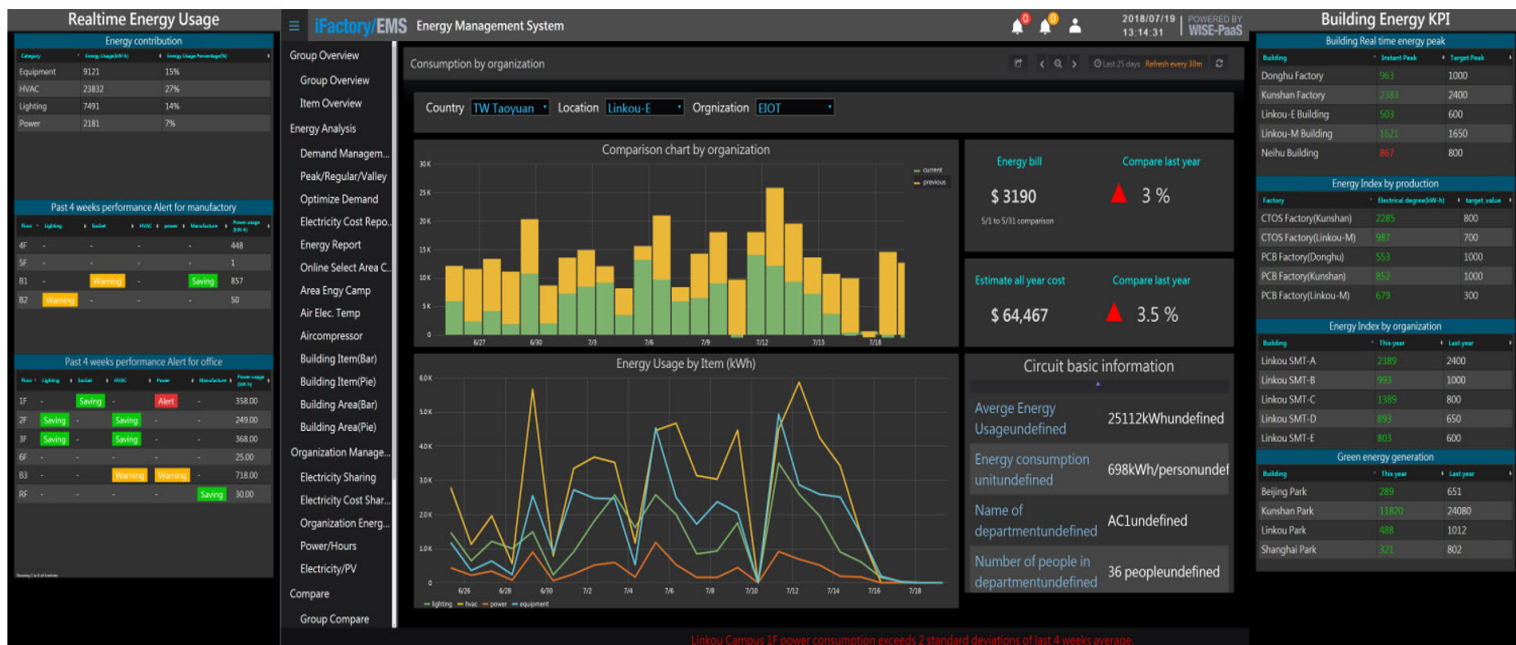 Realtime Energy Usage
Energy contribution
Category Energy Usage(kW-h) Energy Usage Percentage(%)
Equipment 9121 15%
HVAC 23832 27%
Lighting 7491 14%
Power 2181 7%
Past 4 weeks performance Alert for manufactory
Floor Lighting Socket HVAC power Manufacture Power usage (kW-h)
4F - - - - - 448
5F - - - - - 1
B1 - Warning - - Saving 857
B2 Warning - - - - 50
Past 4 weeks performance Alert for office
Floor Lighting Socket HVAC Power Manufacture Power usage (kW-h)
1F - Saving - Alert - 358.00
2F Saving - Saving - - 249.00
3F Saving - Saving - - 368.00
6F - - - - - 25.00
B3 - - Warning Warning - 718.00
RF - - - - Saving 30.00
iFactory/EMS Energy Management System
0 0
2018/07/19
13:14:31
POWERED BY
WISE-PaaS
Group Overview
Group Overview
Item Overview
Energy Analysis
Demand Managem...
Peak/Regular/Valley
Optimize Demand
Electricity Cost Repo...
Energy Report
Online Select Area C...
Area Engy Camp
Air Elec. Temp
Aircompressor
Building Item(Bar)
Building Item(Pie)
Building Area(Bar)
Building Area(Pie)
Organization Manage...
Electricity Sharing
Electricity Cost Shar...
Organization Energ...
Power/Hours
Electricity/PV
Compare
Group Compare
Consumption by organization
Last 25 days Refresh every 30m
Country TW Taoyuan Location Linkou-E Orgnization EIOT
Comparison chart by organization
30 K
25 K
20 K
15 K
10 K
5 K
0
6/27 6/30 7/3 7/6 7/9 7/12 7/15 7/18
current
previous
Energy bill
$ 3190
5/1 to 5/31 comparison
Compare last year
3 %
Estimate all year cost
$ 64,467
Compare last year
3.5 %
Energy Usage by Item (kWh)
60K
50K
40K
30K
20K
10K
0
6/26 6/28 6/30 7/2 7/4 7/6 7/8 7/10 7/12 7/14 7/16 7/18
lighting hvac power equipment
Circuit basic information
Averge Energy
Usageundefined
25112kWhundefined
Energy consumption
unitundefined
698kWh/personundef
Name of
departmentundefined
AC1undefined
Number of people in
departmentundefined
36 peopleundefined
Linkou Campus 1F power consumption exceeds 2 standard deviations of last 4 weeks average.
Building Energy KPI
Building Real time energy peak
Building Instant Peak Target Peak
Donghu Factory 963 1000
Kunshan Factory 2383 2400
Linkou-E Building 503 600
Linkou-M Building 1621 1650
Neihu Building 867 800
Energy Index by production
Factory Electrical degree(kW-h) target_value
CTOS Factory(Kunshan) 2285 800
CTOS Factory(Linkou-M) 987 700
PCB Factory(Donghu) 553 1000
PCB Factory(Kunshan) 852 1000
PCB Factory(Linkou-M) 679 300
Energy Index by organization
Building This year Last year
Linkou SMT-A 2389 2400
Linkou SMT-B 993 1000
Linkou SMT-C 1389 800
Linkou SMT-D 893 650
Linkou SMT-E 803 600
Green energy generation
Building This year Last year
Beijing Park 289 651
Kunshan Park 11820 24080
Linkou Park 488 1012
Shanghai Park 321 802